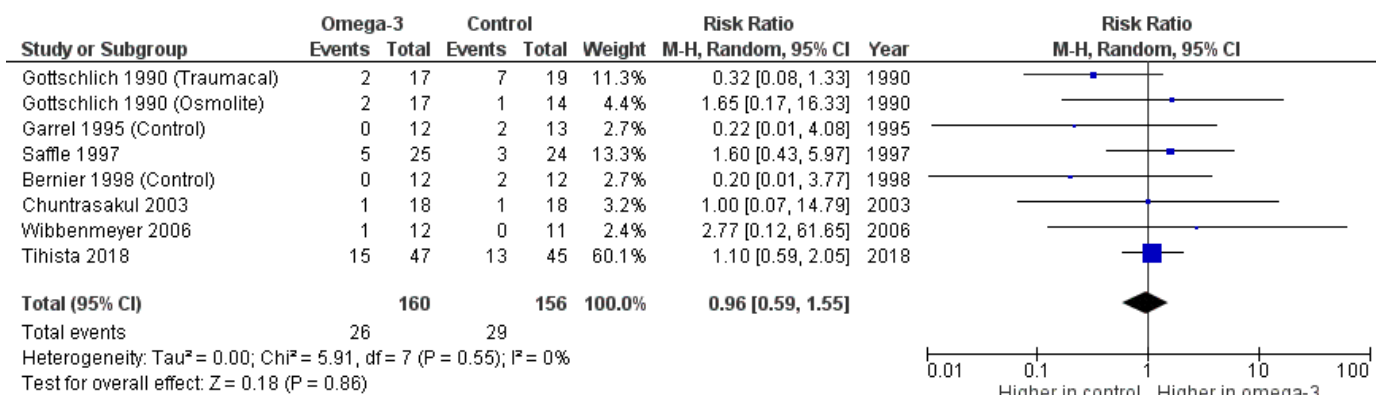 Omega-3 Control Risk Ratio Risk Ratio
Study or Subgroup Events Total Events Total Weight M-H, Random, 95% CI Year M-H, Random, 95% CI
Gottschlich 1990 (Traumacal) 2 17 7 19 11.3% 0.32 [0.08, 1.33] 1990
Gottschlich 1990 (Osmolite) 2 17 1 14 4.4% 1.65 [0.17, 16.33] 1990
Garrel 1995 (Control) 0 12 2 13 2.7% 0.22 [0.01, 4.08] 1995
Saffle 1997 5 25 3 24 13.3% 1.60 [0.43, 5.97] 1997
Bernier 1998 (Control) 0 12 2 12 2.7% 0.20 [0.01, 3.77] 1998
Chuntrasakul 2003 1 18 1 18 3.2% 1.00 [0.07, 14.79] 2003
Wibbenmeyer 2006 1 12 0 11 2.4% 2.77 [0.12, 61.65] 2006
Tihista 2018 15 47 13 45 60.1% 1.10 [0.59, 2.05] 2018
Total (95% CI) 160 156 100.0% 0.96 [0.59, 1.55]
Total events 26 29
Heterogeneity: Tau² = 0.00; Chi² = 5.91, df = 7 (P = 0.55); I² = 0%
Test for overall effect: Z = 0.18 (P = 0.86)
0.01 0.1 1 10 100
Higher in control Higher in omega-3